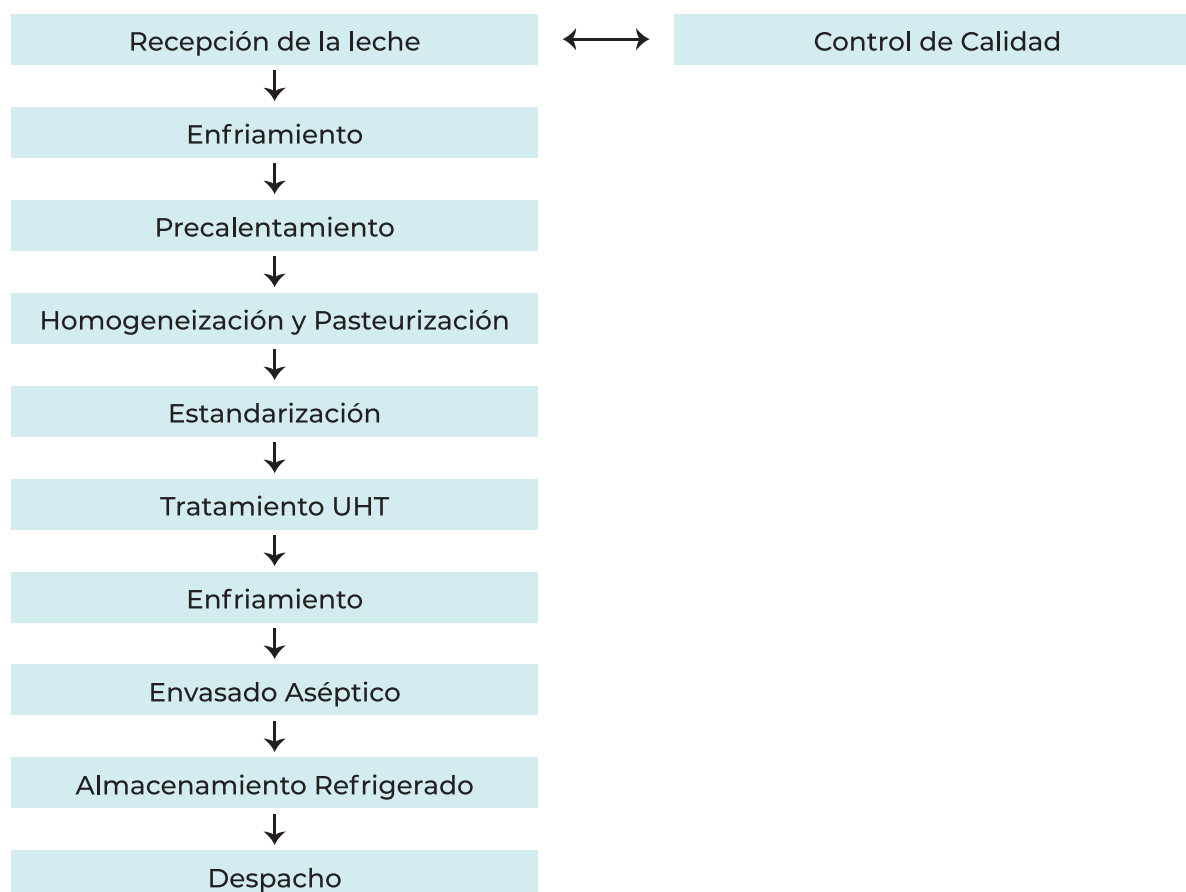 Recepción de la leche
Control de Calidad
Enfriamiento
Precalentamiento
Homogeneización y Pasteurización
Estandarización
Tratamiento UHT
Enfriamiento
Envasado Aséptico
Almacenamiento Refrigerado
Despacho